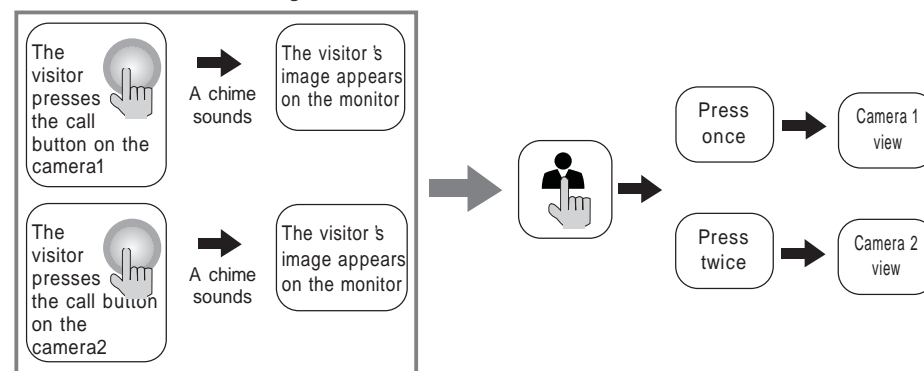 The
visitor
presses
the call
button on the
camera1
A chime
sounds
The visitor 's
image appears
on the monitor
The
visitor
presses
the call button
on the
camera2
A chime
sounds
The visitor 's
image appears
on the monitor
Press
once
Camera 1
view
Press
twice
Camera 2
view